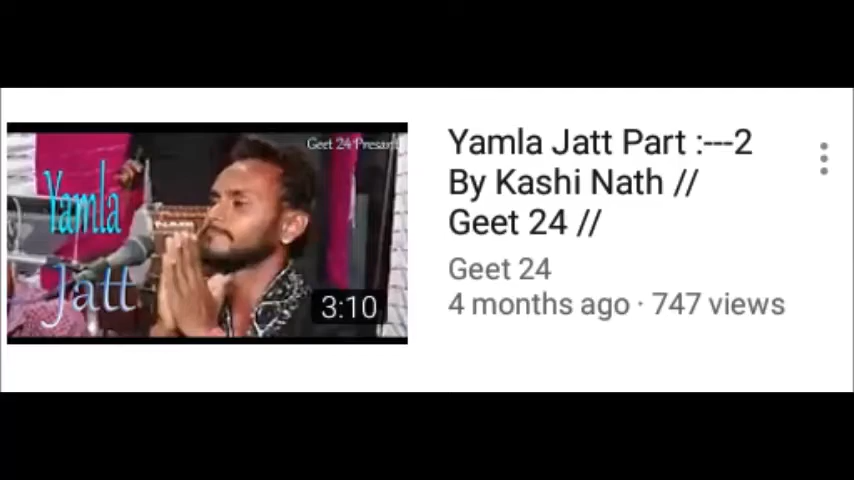 Geet 24 Presant
Yamla
Jatt
3:10
Yamla Jatt Part :---2
By Kashi Nath //
Geet 24 //
Geet 24
4 months ago · 747 views